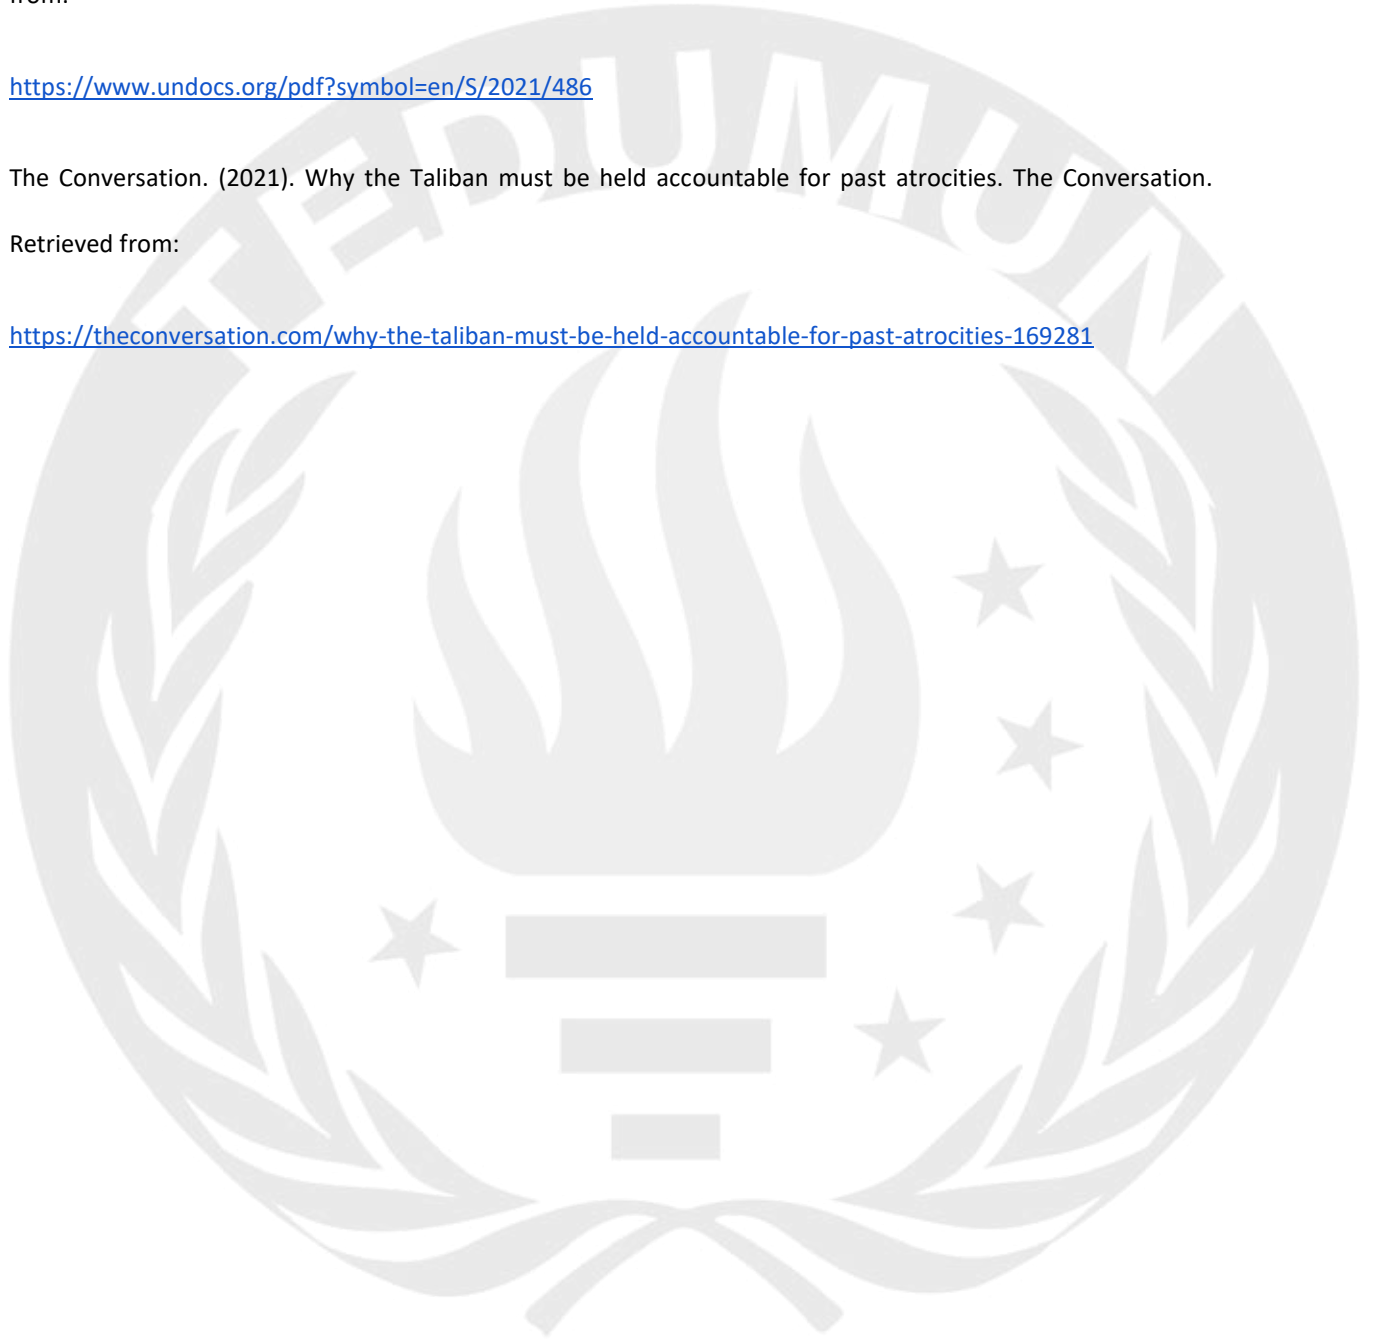 from:
https://www.undocs.org/pdf?symbol=en/S/2021/486
The Conversation. (2021). Why the Taliban must be held accountable for past atrocities. The Conversation.
Retrieved from:
https://theconversation.com/why-the-taliban-must-be-held-accountable-for-past-atrocities-169281
TEDUMUN